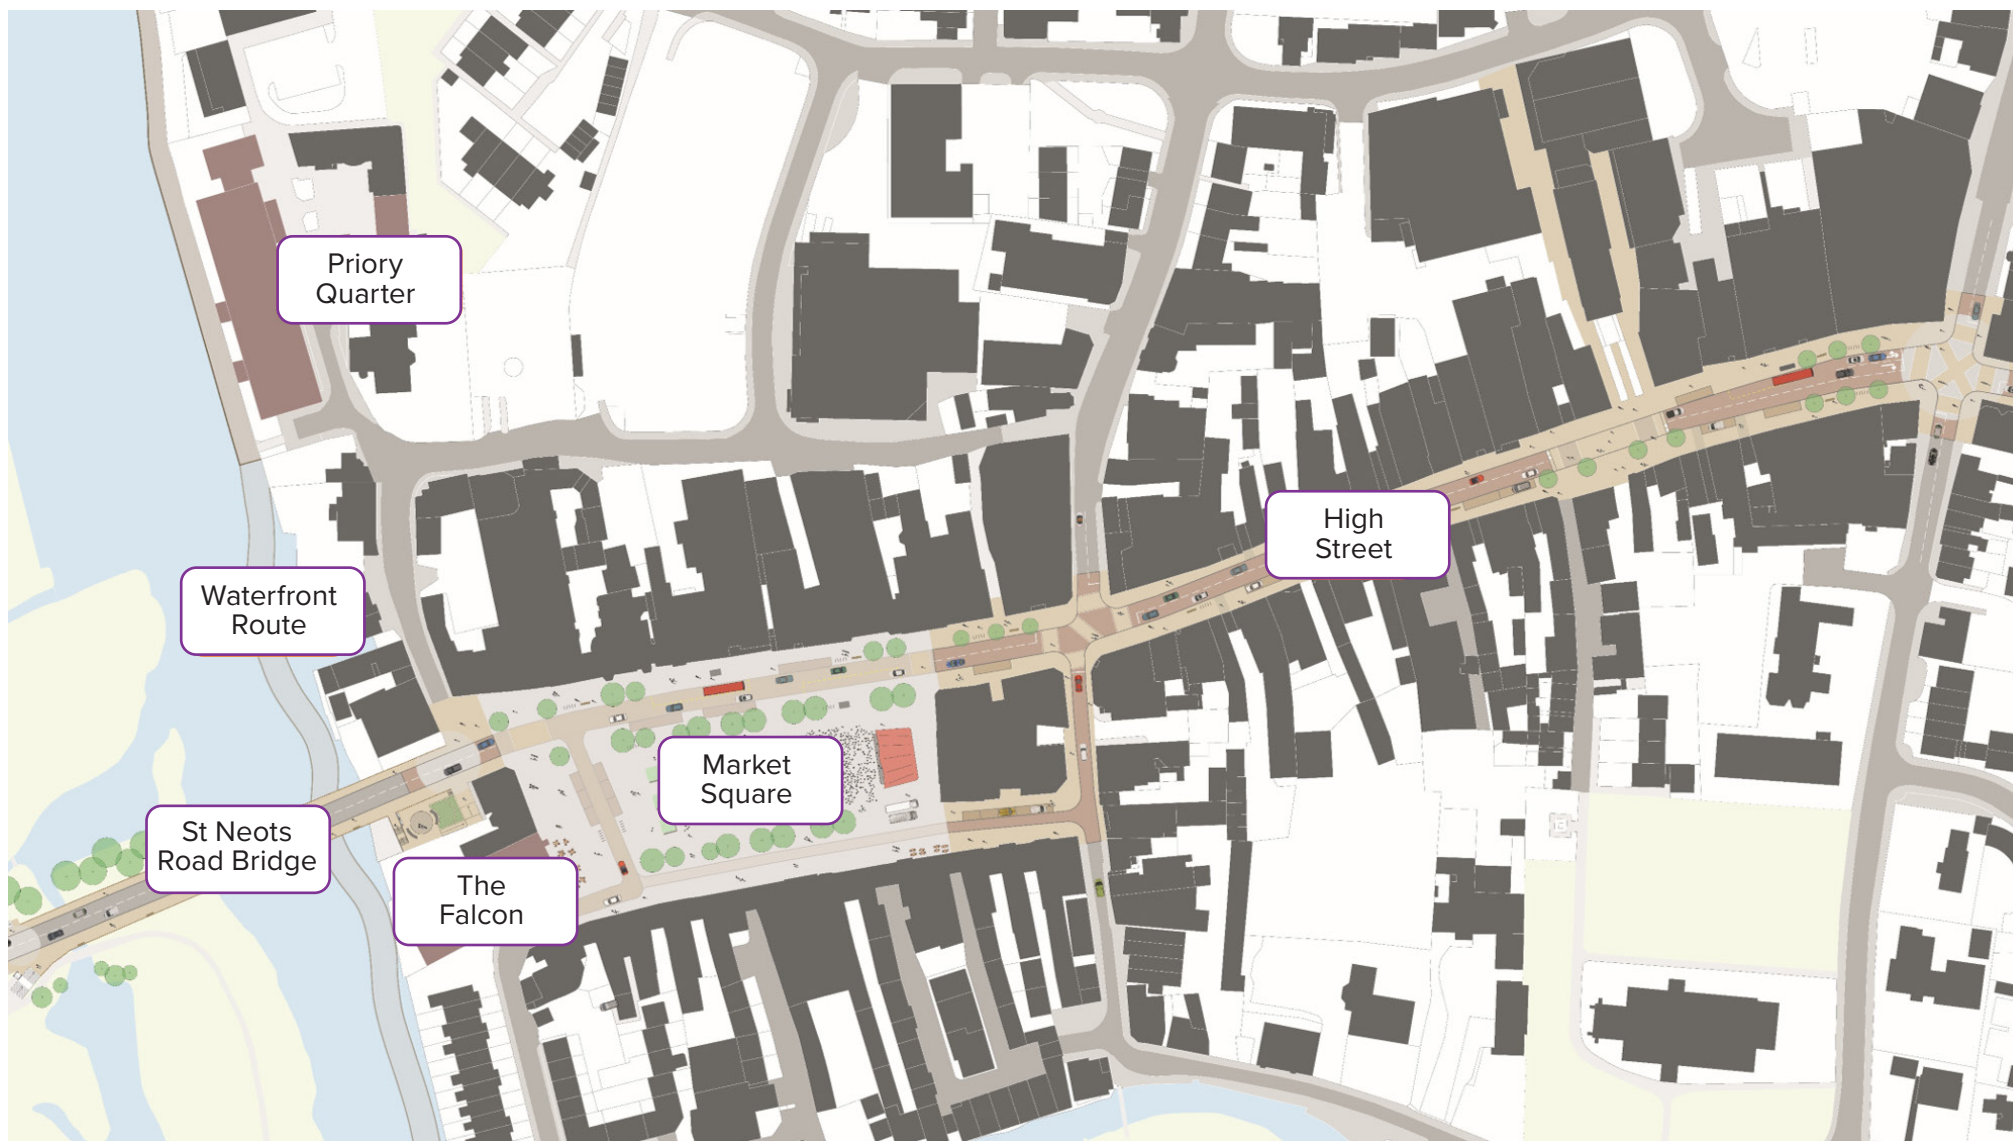 Priory
Quarter
High
Street
Waterfront
Route
Market
Square
St Neots
Road Bridge
The
Falcon